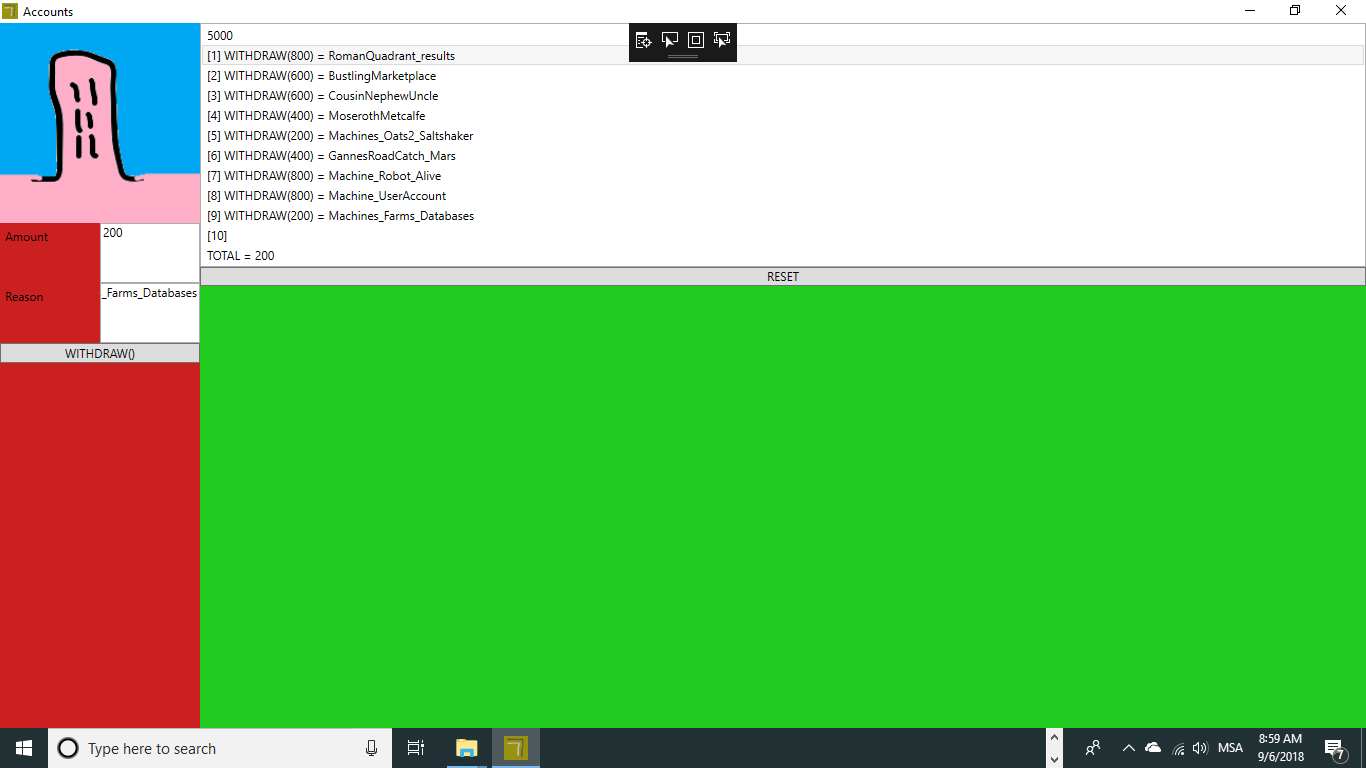 Accounts
5000
[1] WITHDRAW(800) = RomanQuadrant_results
[2] WITHDRAW(600) = BustlingMarketplace
[3] WITHDRAW(600) = CousinNephewUncle
[4] WITHDRAW(400) = MoserothMetcalfe
[5] WITHDRAW(200) = Machines_Oats2_Saltshaker
[6] WITHDRAW(400) = GannesRoadCatch_Mars
[7] WITHDRAW(800) = Machine_Robot_Alive
[8] WITHDRAW(800) = Machine_UserAccount
[9] WITHDRAW(200) = Machines_Farms_Databases
[10]
TOTAL = 200
RESET
Amount
200
Reason
_Farms_Databases
WITHDRAW()
Type here to search
MSA
8:59 AM
9/6/2018
7